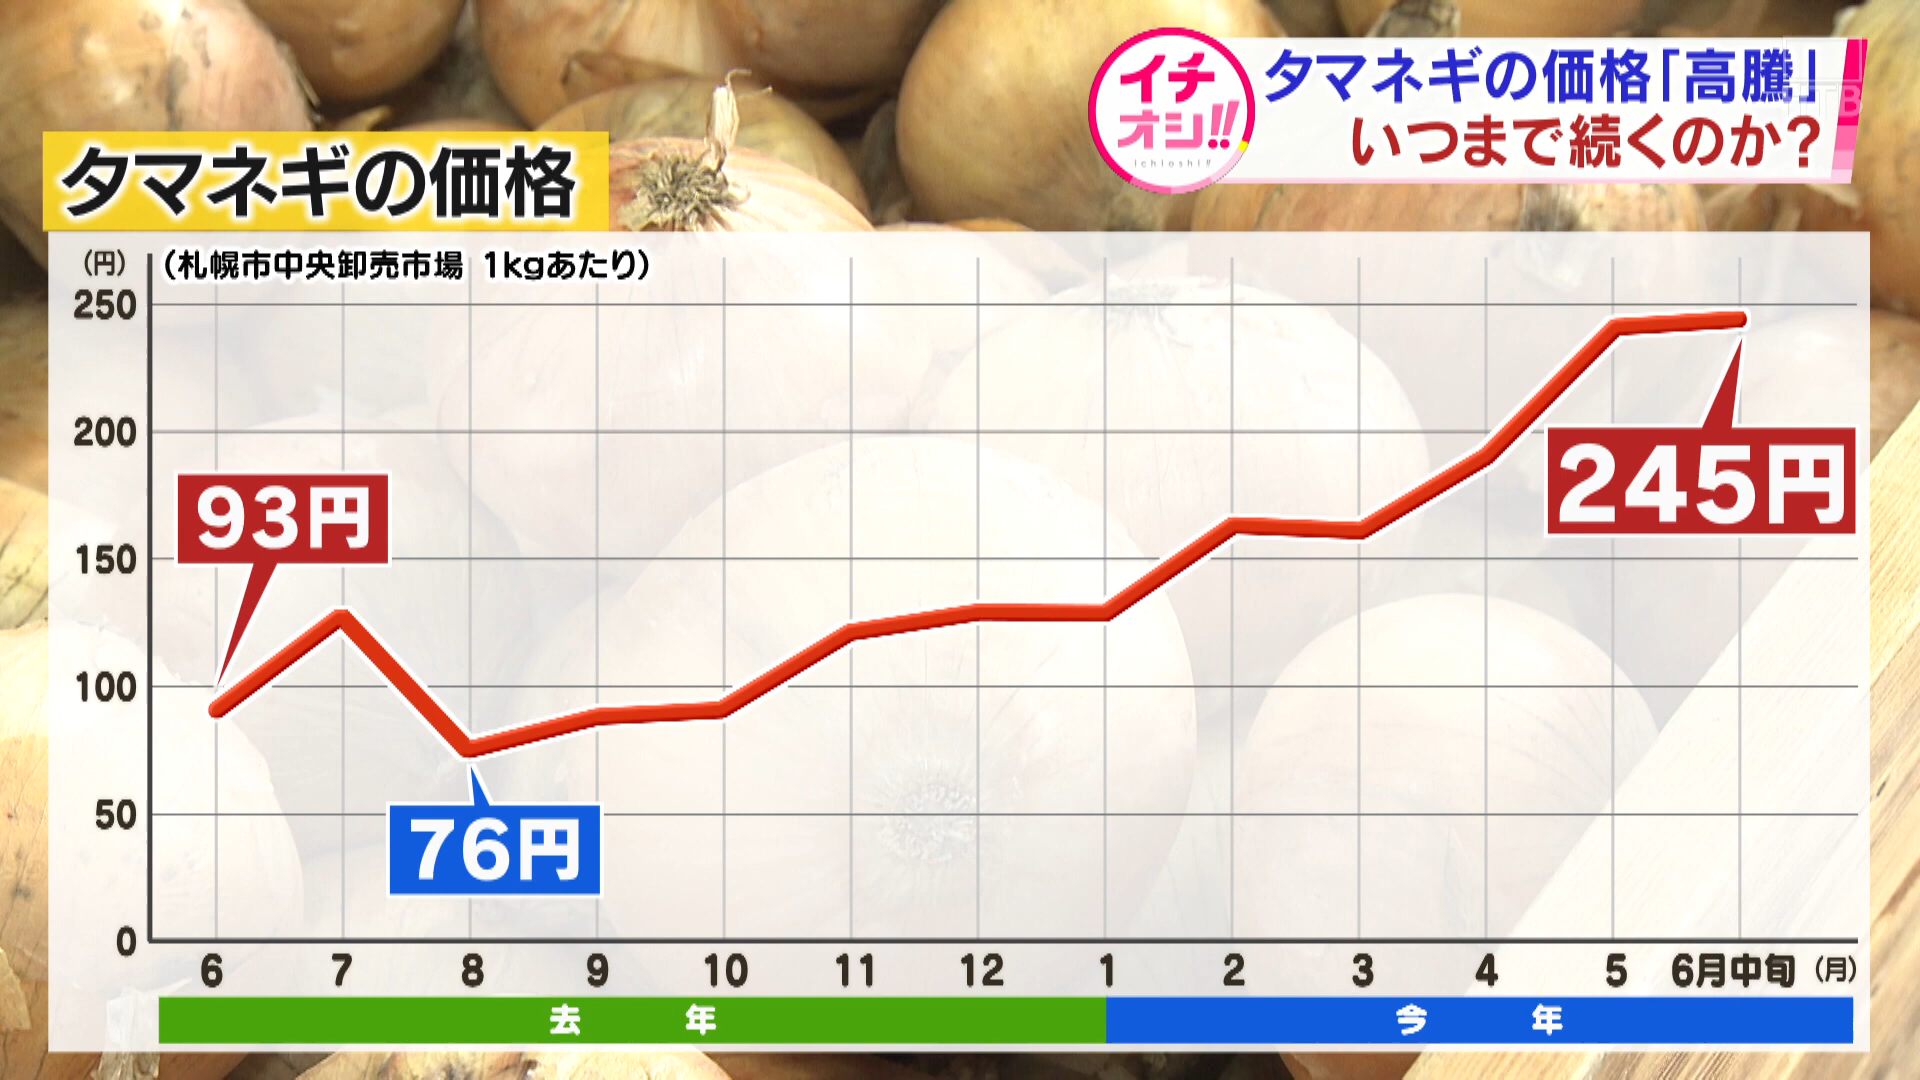 イチ
オシ!!
ichioshi!!
タマネギの価格「高騰」
いつまで続くのか?
タマネギの価格
(円)
(札幌市中央卸売市場 1kgあたり)
250
200
150
100
50
0
93円
76円
245円
6 7 8 9 10 11 12 1 2 3 4 5 6月中旬 (月)
去年 今年